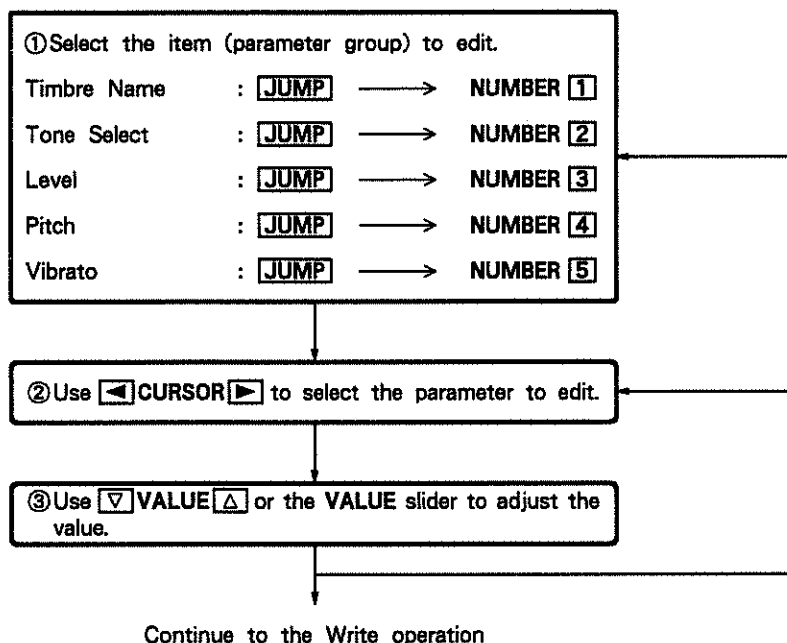 ①Select the item (parameter group) to edit.
Timbre Name : JUMP → NUMBER 1
Tone Select : JUMP → NUMBER 2
Level : JUMP → NUMBER 3
Pitch : JUMP → NUMBER 4
Vibrato : JUMP → NUMBER 5
②Use ◀ CURSOR ▶ to select the parameter to edit.
③Use ▽ VALUE △ or the VALUE slider to adjust the
value.
Continue to the Write operation